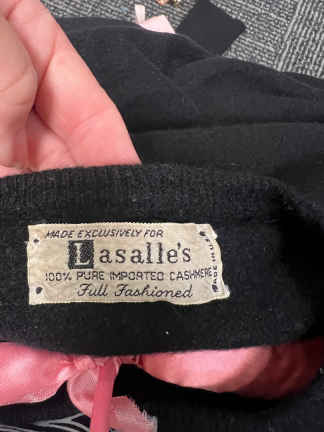 MADE EXCLUSIVELY FOR
Lasalle's
100% PURE IMPORTED CASHMERE
Full Fashioned
MADE IN U.S.A.